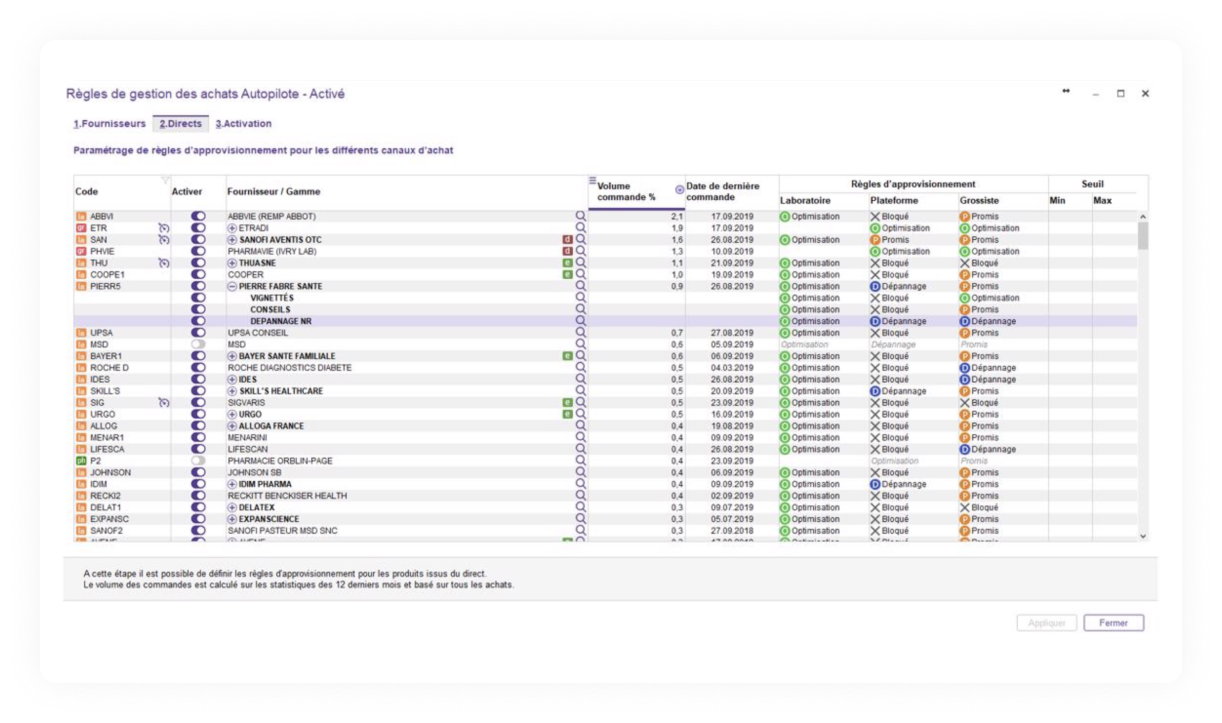 Règles de gestion des achats Autopilote - Activé
1.Fournisseurs 2.Directs 3.Activation
Paramétrage de règles d'approvisionnement pour les différents canaux d'achat
Code Activer Fournisseur / Gamme Volume commande % Date de dernière commande Règles d'approvisionnement Seuil
Laboratoire Plateforme Grossiste Min Max
la ABBVI ABBVIE (REMP ABBOT) 2,1 17.09.2019 Optimisation Bloqué P Promis
gr ETR ETRADI 1,9 17.09.2019 Optimisation Optimisation
la SAN SANOFI AVENTIS OTC d 1,6 26.08.2019 Optimisation P Promis P Promis
gr PHVIE PHARMAVIE (IVRY LAB) d 1,3 10.09.2019 Optimisation Optimisation
la THU THUASNE e 1,1 21.09.2019 Optimisation Bloqué Bloqué
la COOPE1 COOPER e 1,0 19.09.2019 Optimisation Bloqué P Promis
la PIERR5 PIERRE FABRE SANTE 0,9 26.08.2019 Optimisation D Dépannage P Promis
VIGNETTÉS Optimisation Bloqué Optimisation
CONSEILS Optimisation Bloqué P Promis
DEPANNAGE NR Optimisation D Dépannage D Dépannage
la UPSA UPSA CONSEIL 0,7 27.08.2019 Optimisation Bloqué P Promis
la MSD MSD 0,6 05.09.2019 Optimisation Dépannage Promis
la BAYER1 BAYER SANTE FAMILIALE e 0,6 06.09.2019 Optimisation Bloqué P Promis
la ROCHE D ROCHE DIAGNOSTICS DIABETE 0,5 04.03.2019 Optimisation Bloqué D Dépannage
la IDES IDES 0,5 26.08.2019 Optimisation Bloqué D Dépannage
la SKILL'S SKILL'S HEALTHCARE 0,5 20.09.2019 Optimisation D Dépannage P Promis
la SIG SIGVARIS e 0,5 23.09.2019 Optimisation Bloqué Bloqué
la URGO URGO e 0,5 16.09.2019 Optimisation Bloqué P Promis
la ALLOG ALLOGA FRANCE 0,4 19.08.2019 Optimisation Bloqué P Promis
la MENAR1 MENARINI 0,4 09.09.2019 Optimisation Bloqué P Promis
la LIFESCA LIFESCAN 0,4 26.08.2019 Optimisation Bloqué D Dépannage
ph P2 PHARMACIE ORBLIN-PAGE 0,4 23.09.2019 Optimisation Promis
la JOHNSON JOHNSON SB 0,4 06.09.2019 Optimisation Bloqué P Promis
la IDIM IDIM PHARMA 0,4 09.09.2019 Optimisation D Dépannage P Promis
la RECKI2 RECKITT BENCKISER HEALTH 0,4 02.09.2019 Optimisation Bloqué P Promis
la DELAT1 DELATEX 0,3 09.07.2019 Optimisation Bloqué Bloqué
la EXPANSC EXPANSCIENCE 0,3 05.07.2019 Optimisation Bloqué P Promis
la SANOF2 SANOFI PASTEUR MSD SNC 0,3 27.09.2018 Optimisation Bloqué P Promis
A cette étape il est possible de définir les règles d'approvisionnement pour les produits issus du direct.
Le volume des commandes est calculé sur les statistiques des 12 derniers mois et basé sur tous les achats.
Appliquer Fermer